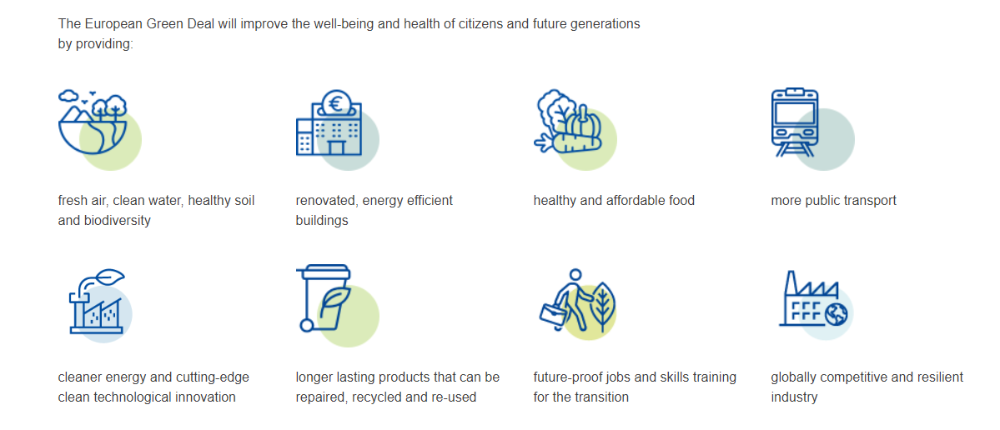 The European Green Deal will improve the well-being and health of citizens and future generations
by providing:
€
fresh air, clean water, healthy soil
and biodiversity
renovated, energy efficient
buildings
healthy and affordable food
more public transport
cleaner energy and cutting-edge
clean technological innovation
longer lasting products that can be
repaired, recycled and re-used
future-proof jobs and skills training
for the transition
globally competitive and resilient
industry